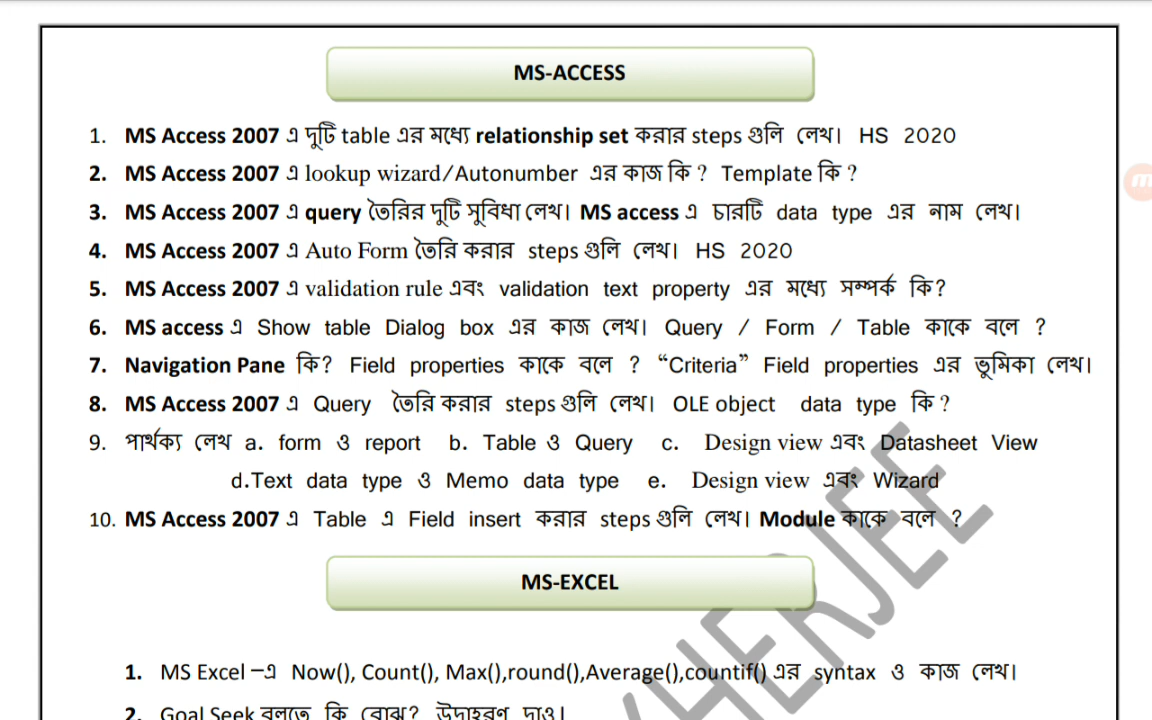 MS-ACCESS
1. MS Access 2007 এ দুটি table এর মধ্যে relationship set করার steps গুলি লেখ। HS 2020
2. MS Access 2007 এ lookup wizard/Autonumber এর কাজ কি ? Template কি ?
3. MS Access 2007 এ query তৈরির দুটি সুবিধা লেখ। MS access এ চারটি data type এর নাম লেখ।
4. MS Access 2007 এ Auto Form তৈরি করার steps গুলি লেখ। HS 2020
5. MS Access 2007 এ validation rule এবং validation text property এর মধ্যে সম্পর্ক কি?
6. MS access এ Show table Dialog box এর কাজ লেখ। Query / Form / Table কাকে বলে ?
7. Navigation Pane কি? Field properties কাকে বলে ? “Criteria” Field properties এর ভুমিকা লেখ।
8. MS Access 2007 এ Query তৈরি করার steps গুলি লেখ। OLE object data type কি ?
9. পার্থক্য লেখ a. form ও report b. Table ও Query c. Design view এবং Datasheet View
d.Text data type ও Memo data type e. Design view এবং Wizard
10. MS Access 2007 এ Table এ Field insert করার steps গুলি লেখ। Module কাকে বলে ?
MS-EXCEL
1. MS Excel –এ Now(), Count(), Max(),round(),Average(),countif() এর syntax ও কাজ লেখ।
2. Goal Seek বলতে কি বোঝ? উদাহরণ দাও।